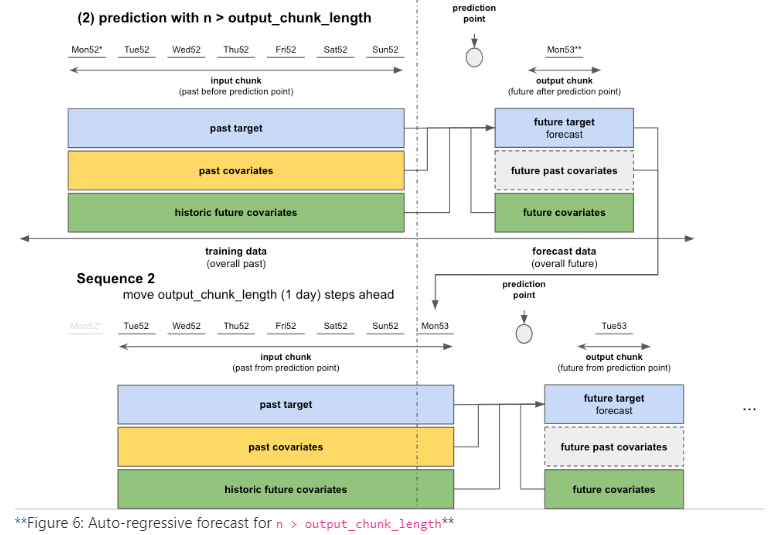 (2) prediction with n > output_chunk_length
prediction
point
Mon52* Tue52 Wed52 Thu52 Fri52 Sat52 Sun52 Mon53**
input chunk
(past before prediction point)
output chunk
(future after prediction point)
past target
future target
forecast
past covariates
future past covariates
historic future covariates
future covariates
training data
(overall past)
forecast data
(overall future)
Sequence 2
move output_chunk_length (1 day) steps ahead
prediction
point
Mon52* Tue52 Wed52 Thu52 Fri52 Sat52 Sun52 Mon53 Tue53
input chunk
(past from prediction point)
output chunk
(future from prediction point)
past target
future target
forecast
...
past covariates
future past covariates
historic future covariates
future covariates
**Figure 6: Auto-regressive forecast for n > output_chunk_length**